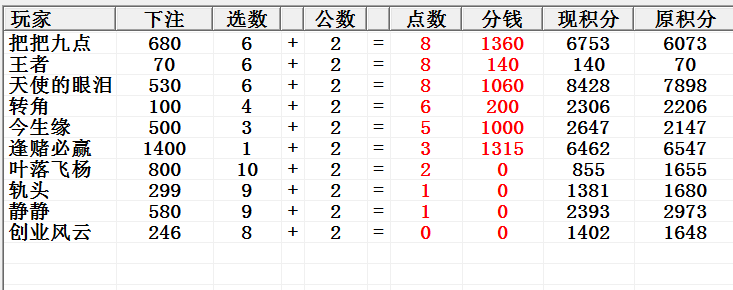 玩家 下注 选数 公数 点数 分钱 现积分 原积分
把把九点 680 6 + 2 = 8 1360 6753 6073
王者 70 6 + 2 = 8 140 140 70
天使的眼泪 530 6 + 2 = 8 1060 8428 7898
转角 100 4 + 2 = 6 200 2306 2206
今生缘 500 3 + 2 = 5 1000 2647 2147
逢赌必赢 1400 1 + 2 = 3 1315 6462 6547
叶落飞杨 800 10 + 2 = 2 0 855 1655
轨头 299 9 + 2 = 1 0 1381 1680
静静 580 9 + 2 = 1 0 2393 2973
创业风云 246 8 + 2 = 0 0 1402 1648